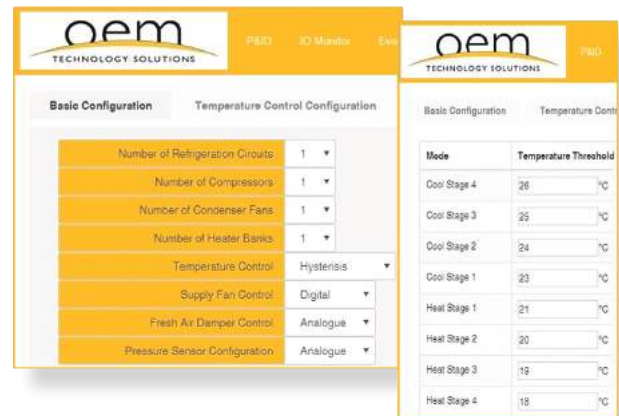 oem
TECHNOLOGY SOLUTIONS
P&ID IO Monitor Eve
Basic Configuration Temperature Control Configuration
Number of Refrigeration Circuits 1
Number of Compressors 1
Number of Condenser Fans 1
Number of Heater Banks 1
Temperature Control Hysterisis
Supply Fan Control Digital
Fresh Air Damper Control Analogue
Pressure Sensor Configuration Analogue
oem
TECHNOLOGY SOLUTIONS
P&ID
Basic Configuration Temperature Contr
Mode Temperature Threshold
Cool Stage 4 26 °C
Cool Stage 3 25 °C
Cool Stage 2 24 °C
Cool Stage 1 23 °C
Heat Stage 1 21 °C
Heat Stage 2 20 °C
Heat Stage 3 19 °C
Heat Stage 4 18 °C